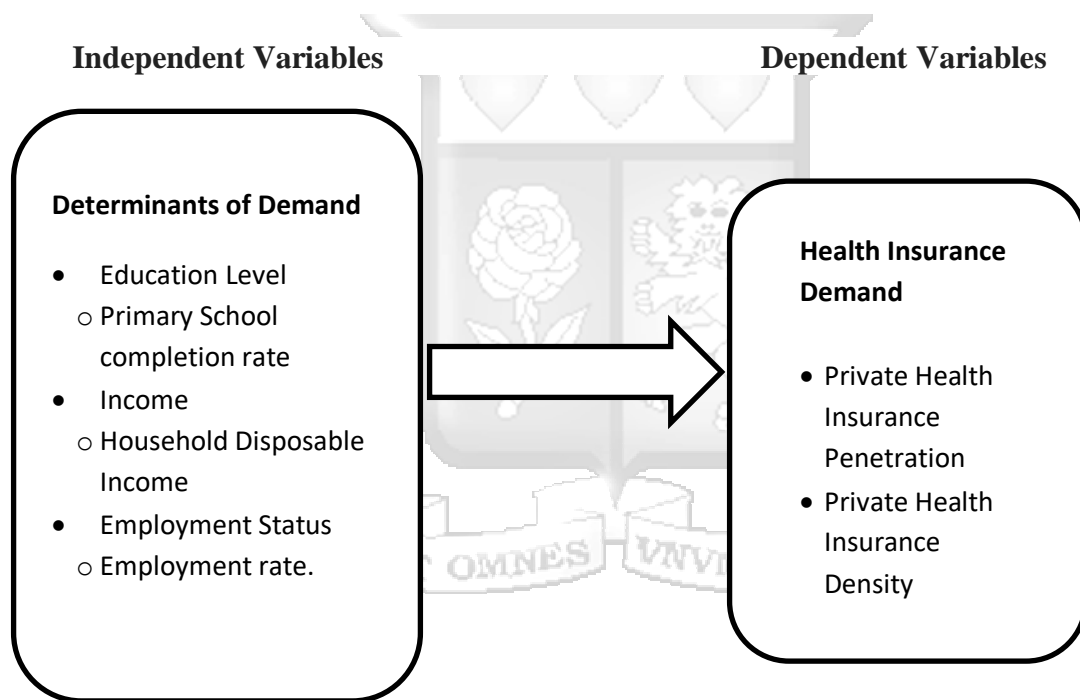 Independent Variables
Dependent Variables
Determinants of Demand
• Education Level
o Primary School
completion rate
• Income
o Household Disposable
Income
• Employment Status
o Employment rate.
Health Insurance
Demand
• Private Health
Insurance
Penetration
• Private Health
Insurance
Density
OMNES